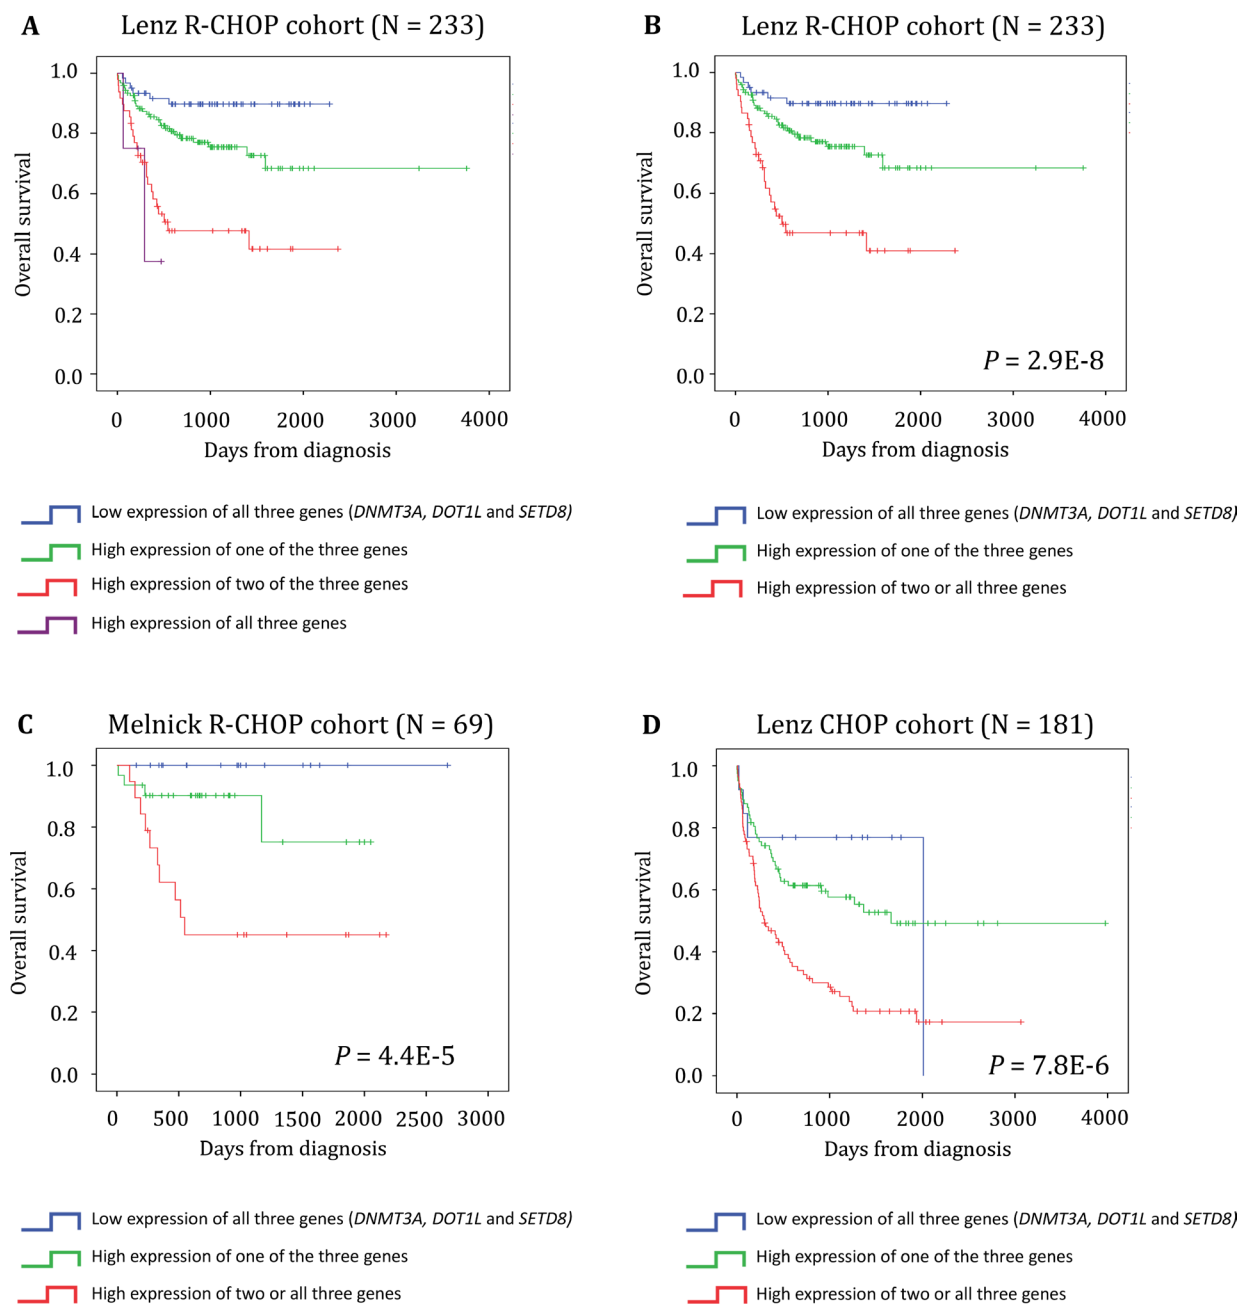 A Lenz R-CHOP cohort (N = 233)
1.0
0.8
0.6
0.4
0.2
0.0
Overall survival
0 1000 2000 3000 4000
Days from diagnosis
Low expression of all three genes (DNMT3A, DOT1L and SETD8)
High expression of one of the three genes
High expression of two of the three genes
High expression of all three genes
B Lenz R-CHOP cohort (N = 233)
1.0
0.8
0.6
0.4
0.2
0.0
Overall survival
P = 2.9E-8
0 1000 2000 3000 4000
Days from diagnosis
Low expression of all three genes (DNMT3A, DOT1L and SETD8)
High expression of one of the three genes
High expression of two or all three genes
C Melnick R-CHOP cohort (N = 69)
1.0
0.8
0.6
0.4
0.2
0.0
Overall survival
P = 4.4E-5
0 500 1000 1500 2000 2500 3000
Days from diagnosis
Low expression of all three genes (DNMT3A, DOT1L and SETD8)
High expression of one of the three genes
High expression of two or all three genes
D Lenz CHOP cohort (N = 181)
1.0
0.8
0.6
0.4
0.2
0.0
Overall survival
P = 7.8E-6
0 1000 2000 3000 4000
Days from diagnosis
Low expression of all three genes (DNMT3A, DOT1L and SETD8)
High expression of one of the three genes
High expression of two or all three genes